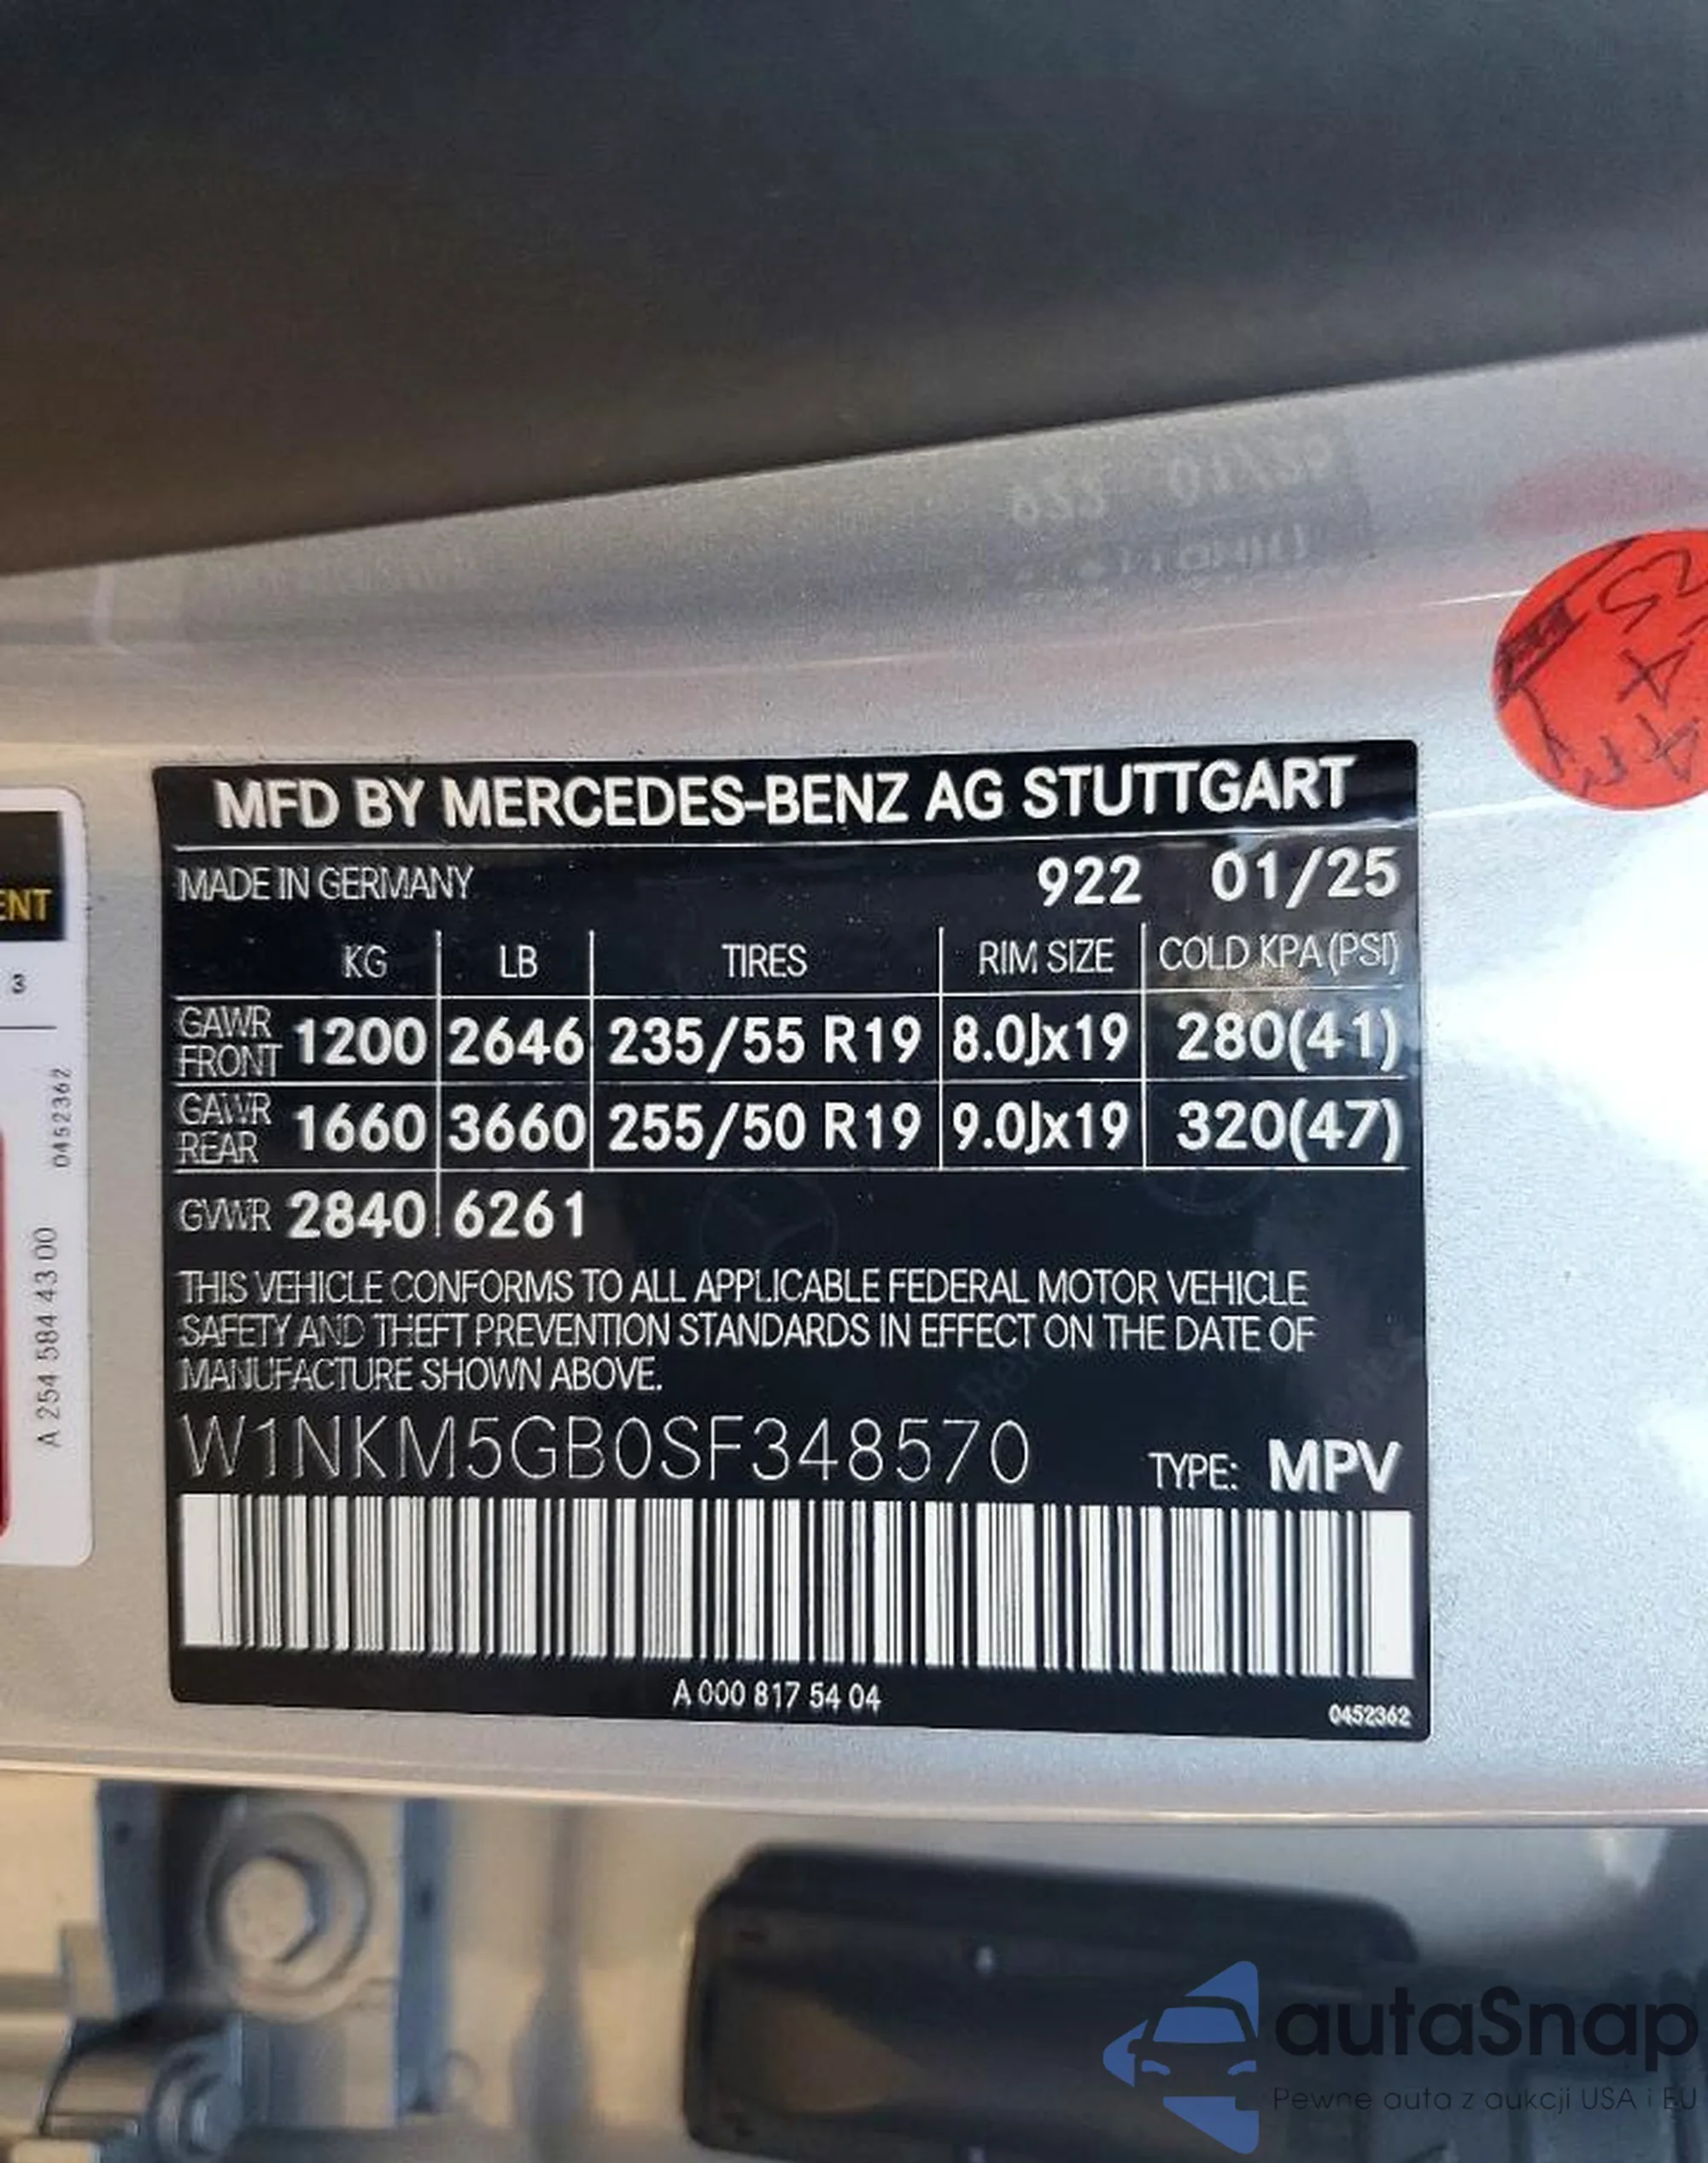 MFD BY MERCEDES-BENZ AG STUTTGART
MADE IN GERMANY 922 01/25
KG LB TIRES RIM SIZE COLD KPA (PSI)
GAWR FRONT 1200 2646 235/55 R19 8.0Jx19 280(41)
GAWR REAR 1660 3660 255/50 R19 9.0Jx19 320(47)
GVWR 2840 6261
THIS VEHICLE CONFORMS TO ALL APPLICABLE FEDERAL MOTOR VEHICLE
SAFETY AND THEFT PREVENTION STANDARDS IN EFFECT ON THE DATE OF
MANUFACTURE SHOWN ABOVE.
W1NKM5GB0SF348570 TYPE: MPV
A 000 817 54 04
0452362
ENT
3
A 254 584 43 00 0452362
autaSnap
Pewne auta z aukcji USA i EU